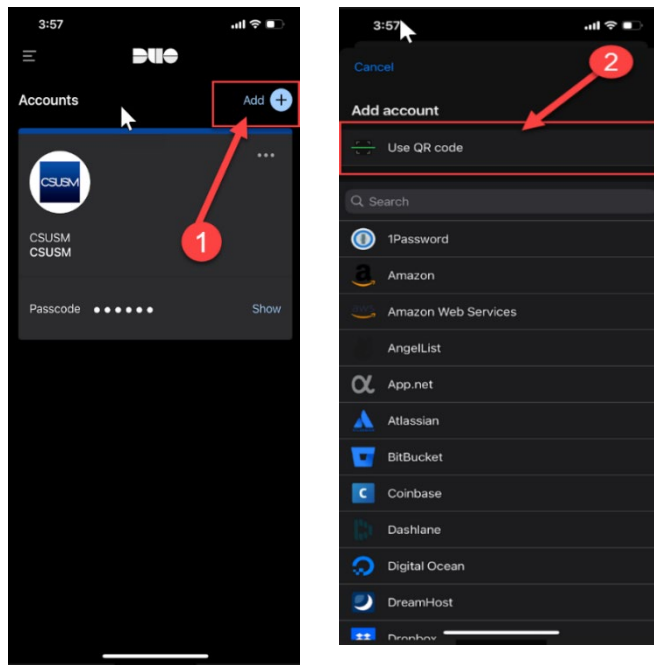 3:57
DUO
Accounts
Add
CSUSM
CSUSM
CSUSM
1
Passcode
Show
3:57
Cancel
2
Add account
Use QR code
Search
1Password
Amazon
Amazon Web Services
AngelList
App.net
Atlassian
BitBucket
C Coinbase
Dashlane
Digital Ocean
DreamHost
Dropbox